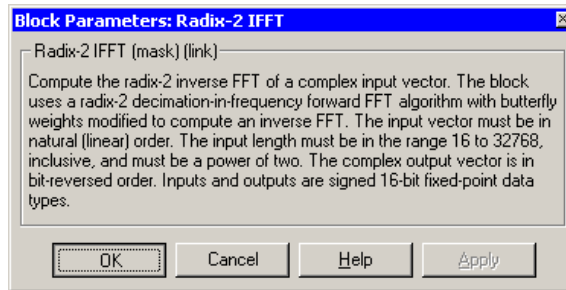 Block Parameters: Radix-2 IFFT
Radix-2 IFFT (mask) (link)
Compute the radix-2 inverse FFT of a complex input vector. The block
uses a radix-2 decimation-in-frequency forward FFT algorithm with butterfly
weights modified to compute an inverse FFT. The input vector must be in
natural (linear) order. The input length must be in the range 16 to 32768,
inclusive, and must be a power of two. The complex output vector is in
bit-reversed order. Inputs and outputs are signed 16-bit fixed-point data
types.
OK Cancel Help Apply